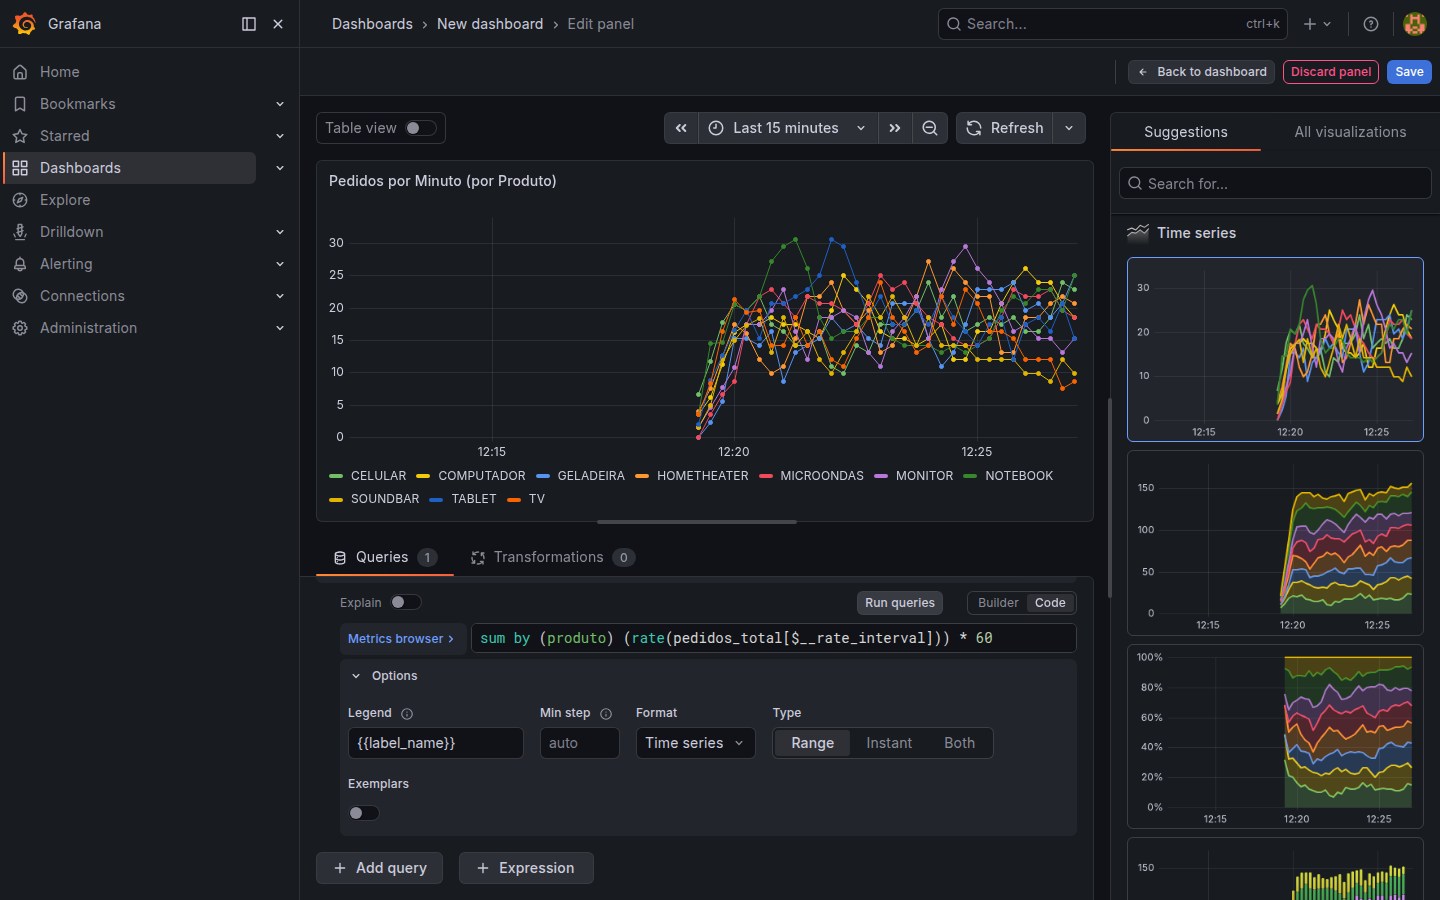 Grafana
Dashboards › New dashboard › Edit panel
Search... ctrl+k
Home
Bookmarks
Starred
Dashboards
Explore
Drilldown
Alerting
Connections
Administration
Back to dashboard
Discard panel
Save
Table view
Last 15 minutes
Refresh
Pedidos por Minuto (por Produto)
30
25
20
15
10
5
0
12:15 12:20 12:25
CELULAR COMPUTADOR GELADEIRA HOMETHEATER MICROONDAS MONITOR NOTEBOOK
SOUNDBAR TABLET TV
Queries 1
Transformations 0
Explain
Run queries
Builder Code
Metrics browser ›
sum by (produto) (rate(pedidos_total[$__rate_interval])) * 60
Options
Legend Min step Format Type
{{label_name}} auto Time series Range Instant Both
Exemplars
+ Add query + Expression
Suggestions All visualizations
Search for...
Time series
30
20
10
0
12:15 12:20 12:25
150
100
50
0
12:15 12:20 12:25
100%
80%
60%
40%
20%
0%
12:15 12:20 12:25
150